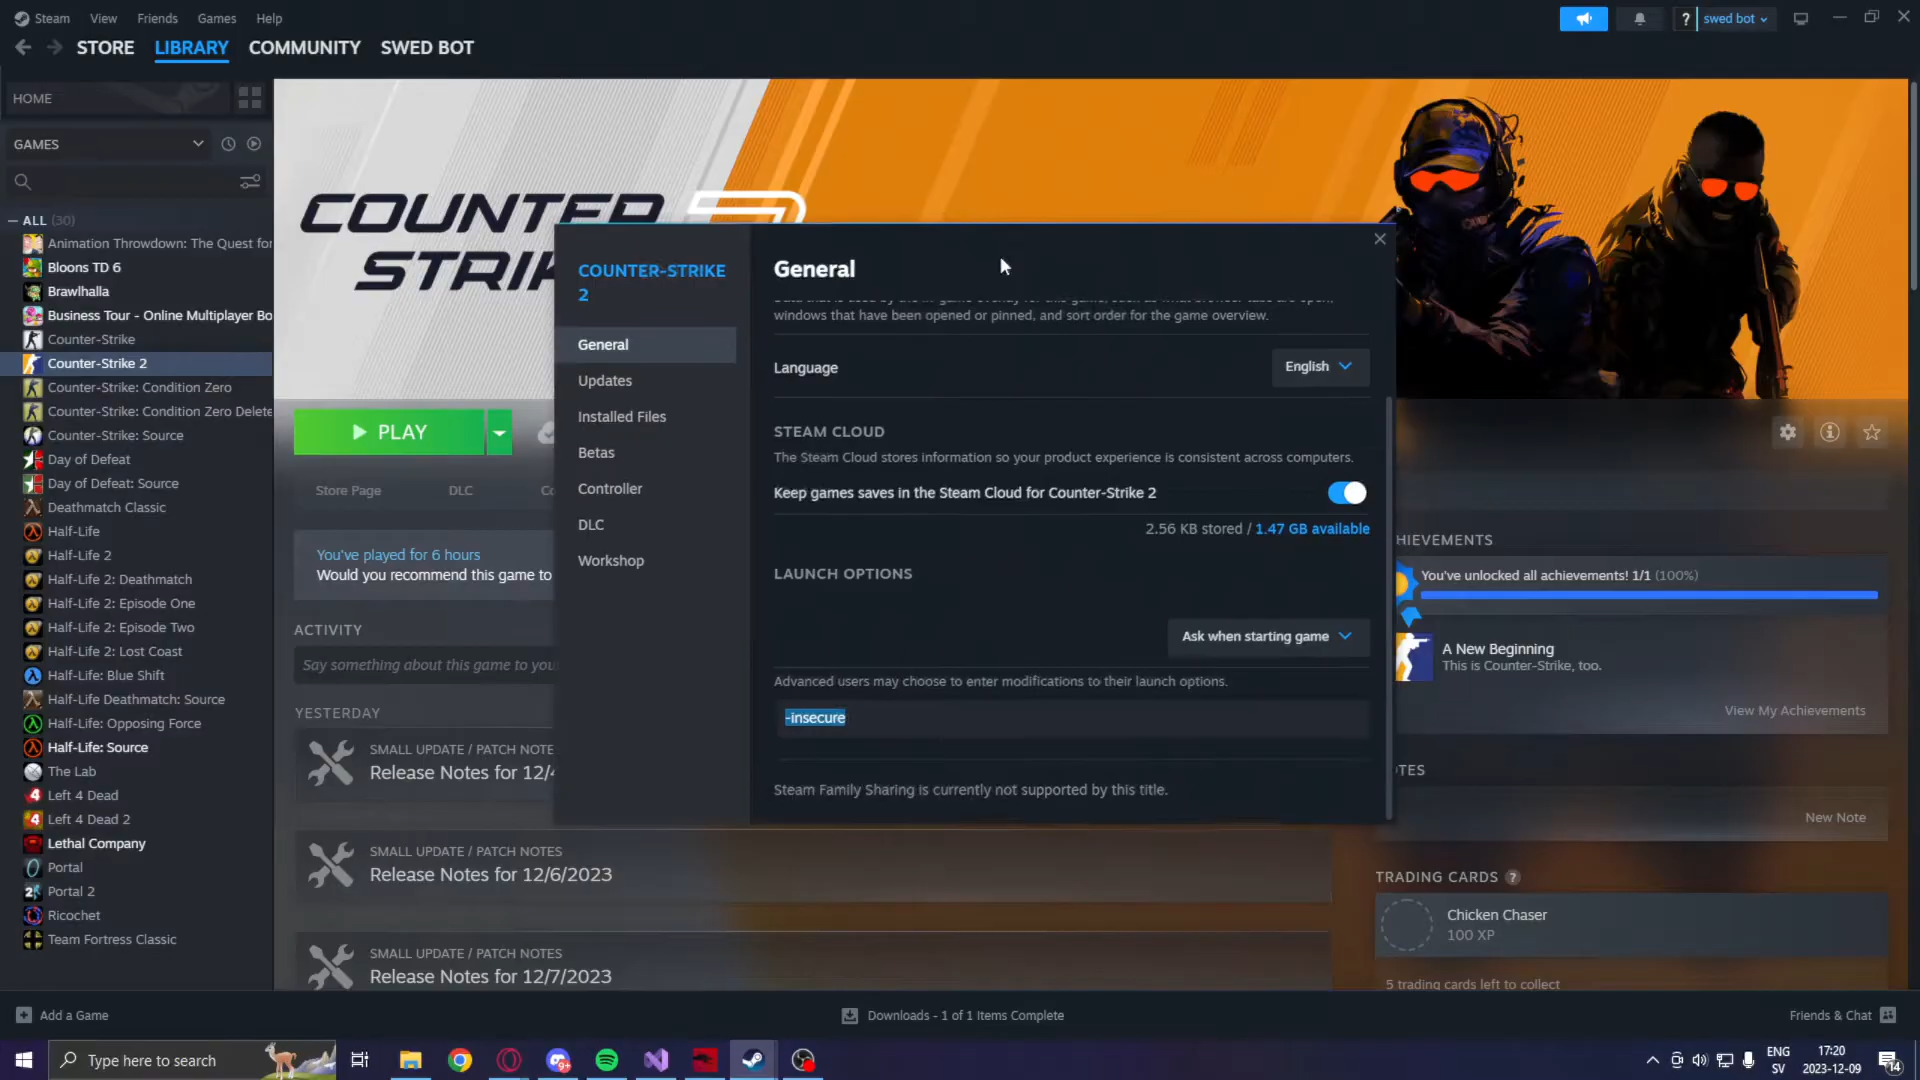 Steam View Friends Games Help
? swed bot
STORE LIBRARY COMMUNITY SWED BOT
HOME
GAMES
ALL (30)
Animation Throwdown: The Quest for
Bloons TD 6
Brawlhalla
Business Tour - Online Multiplayer Bo
Counter-Strike
Counter-Strike 2
Counter-Strike: Condition Zero
Counter-Strike: Condition Zero Delete
Counter-Strike: Source
Day of Defeat
Day of Defeat: Source
Deathmatch Classic
Half-Life
Half-Life 2
Half-Life 2: Deathmatch
Half-Life 2: Episode One
Half-Life 2: Episode Two
Half-Life 2: Lost Coast
Half-Life: Blue Shift
Half-Life Deathmatch: Source
Half-Life: Opposing Force
Half-Life: Source
The Lab
Left 4 Dead
Left 4 Dead 2
Lethal Company
Portal
Portal 2
Ricochet
Team Fortress Classic
COUNTER
STRIK
PLAY
Store Page DLC Co
You've played for 6 hours
Would you recommend this game to
ACTIVITY
Say something about this game to you
YESTERDAY
SMALL UPDATE / PATCH NOTE
Release Notes for 12/4
SMALL UPDATE / PATCH NOTES
Release Notes for 12/6/2023
SMALL UPDATE / PATCH NOTES
Release Notes for 12/7/2023
COUNTER-STRIKE
2
General
Updates
Installed Files
Betas
Controller
DLC
Workshop
General
windows that have been opened or pinned, and sort order for the game overview.
Language English
STEAM CLOUD
The Steam Cloud stores information so your product experience is consistent across computers.
Keep games saves in the Steam Cloud for Counter-Strike 2
2.56 KB stored / 1.47 GB available
LAUNCH OPTIONS
Ask when starting game
Advanced users may choose to enter modifications to their launch options.
-insecure
Steam Family Sharing is currently not supported by this title.
HIEVEMENTS
You've unlocked all achievements! 1/1 (100%)
A New Beginning
This is Counter-Strike, too.
View My Achievements
TES
New Note
TRADING CARDS ?
Chicken Chaser
100 XP
5 trading cards left to collect
Add a Game
Downloads - 1 of 1 Items Complete
Friends & Chat
Type here to search
9+
ENG
SV
17:20
2023-12-09
14